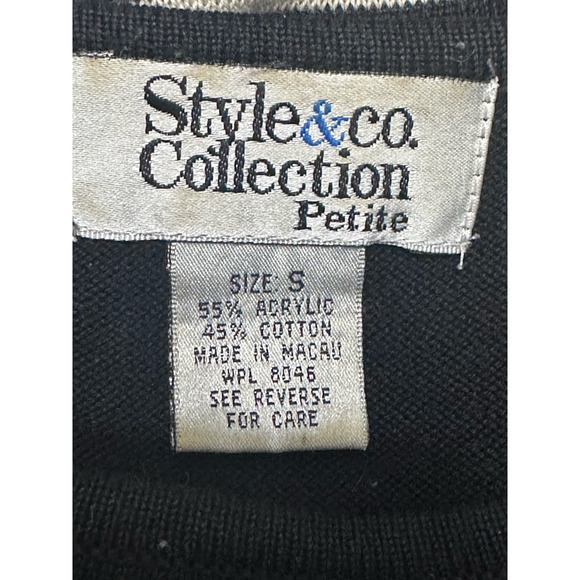 Style&co.
Collection
Petite
SIZE: S
55% ACRYLIC
45% COTTON
MADE IN MACAU
WPL 8046
SEE REVERSE
FOR CARE